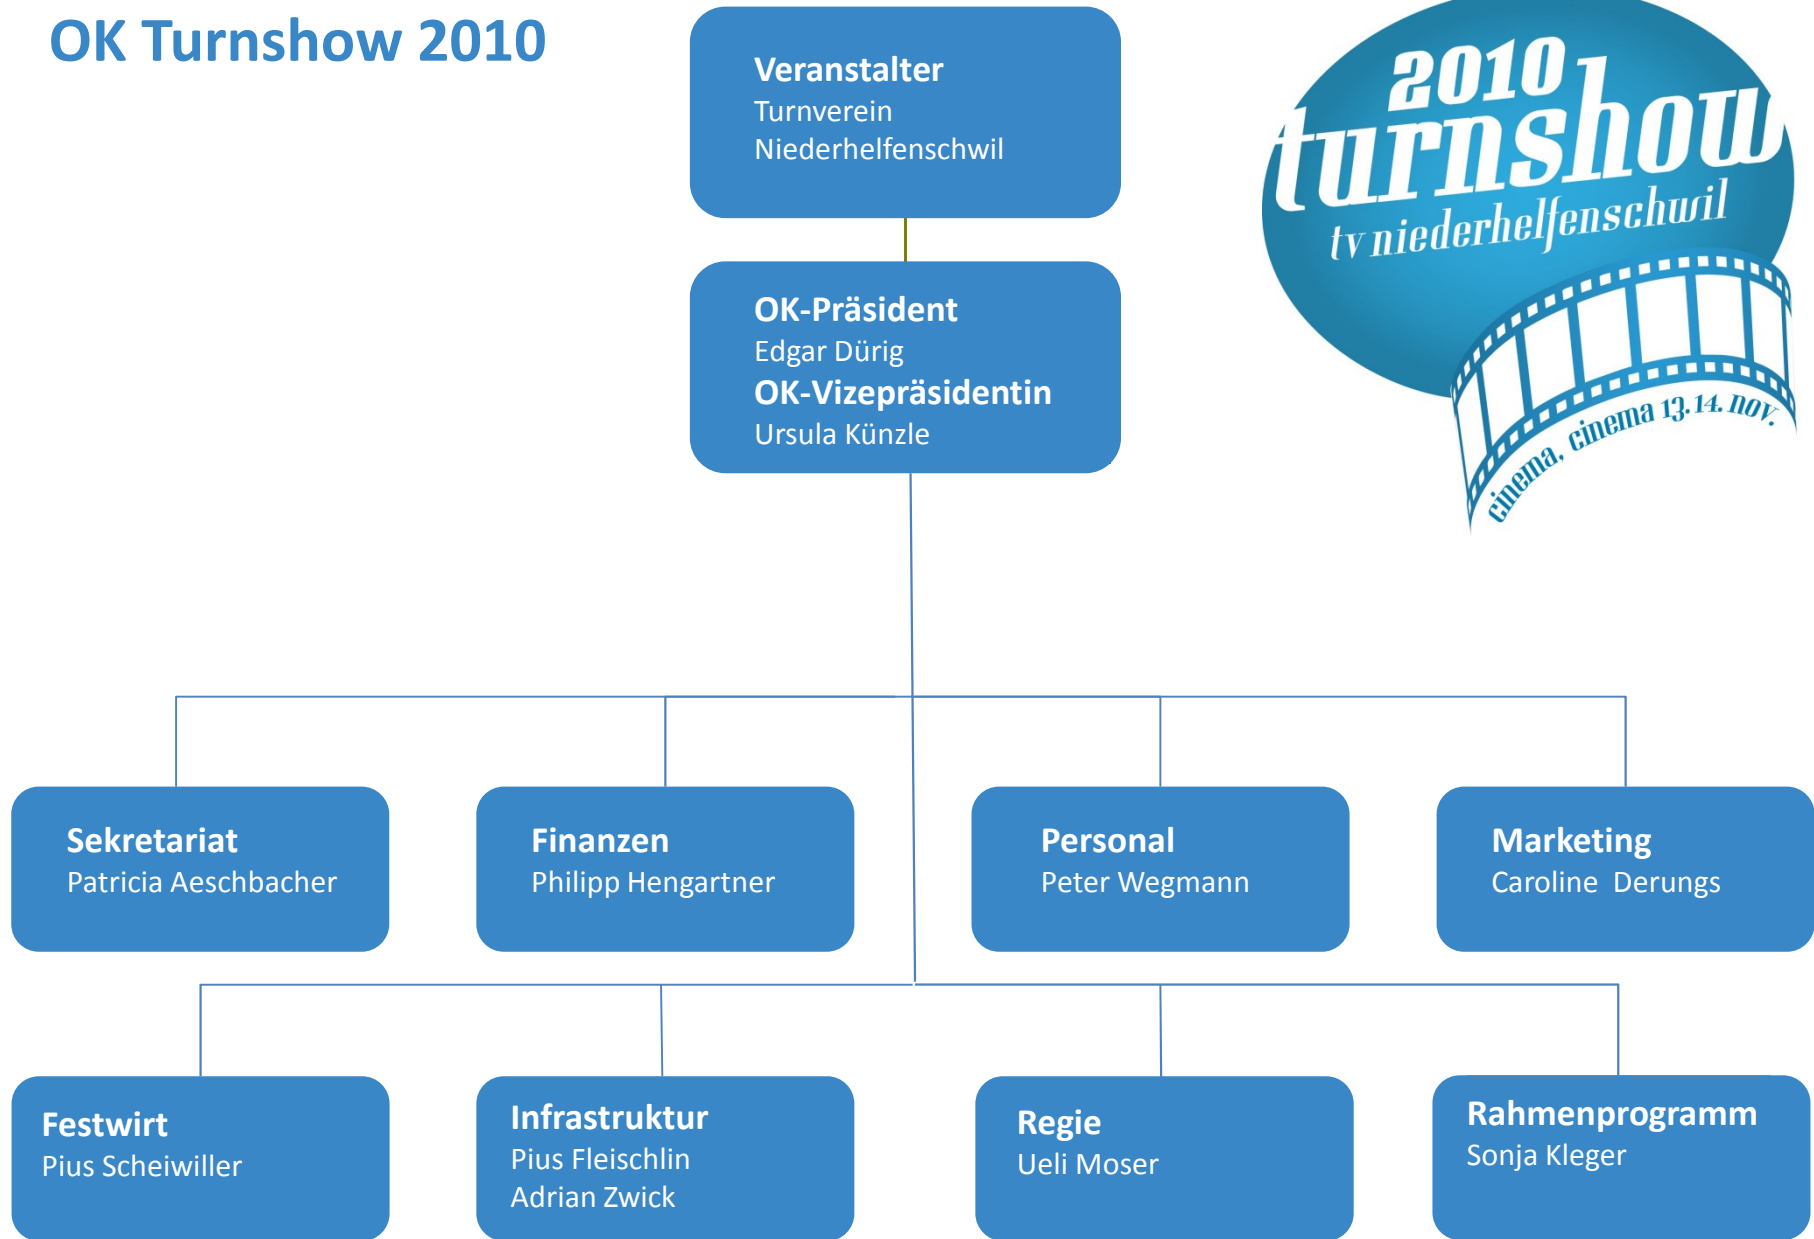 OK Turnshow 2010
Veranstalter
Turnverein
Niederhelfenschwil
2010
turnshow
tv niederhelfenschwil
cinema, cinema 13.14. nov.
OK-Präsident
Edgar Dürig
OK-Vizepräsidentin
Ursula Künzle
Sekretariat
Patricia Aeschbacher
Finanzen
Philipp Hengartner
Personal
Peter Wegmann
Marketing
Caroline  Derungs
Festwirt
Pius Scheiwiller
Infrastruktur
Pius Fleischlin
Adrian Zwick
Regie
Ueli Moser
Rahmenprogramm
Sonja Kleger